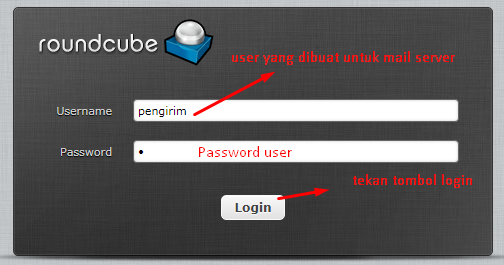 roundcube
user yang dibuat untuk mail server
Username pengirim
Password • Password user
tekan tombol login
Login